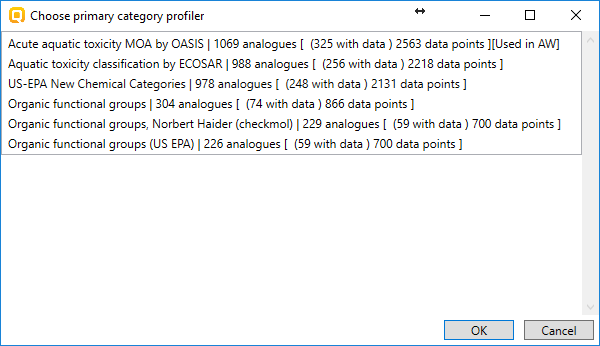 Choose primary category profiler
Acute aquatic toxicity MOA by OASIS | 1069 analogues [  (325 with data ) 2563 data points ][Used in AW]
Aquatic toxicity classification by ECOSAR | 988 analogues [  (256 with data ) 2218 data points ]
US-EPA New Chemical Categories | 978 analogues [  (248 with data ) 2131 data points ]
Organic functional groups | 304 analogues [  (74 with data ) 866 data points ]
Organic functional groups, Norbert Haider (checkmol) | 229 analogues [  (59 with data ) 700 data points ]
Organic functional groups (US EPA) | 226 analogues [  (59 with data ) 700 data points ]
OK
Cancel